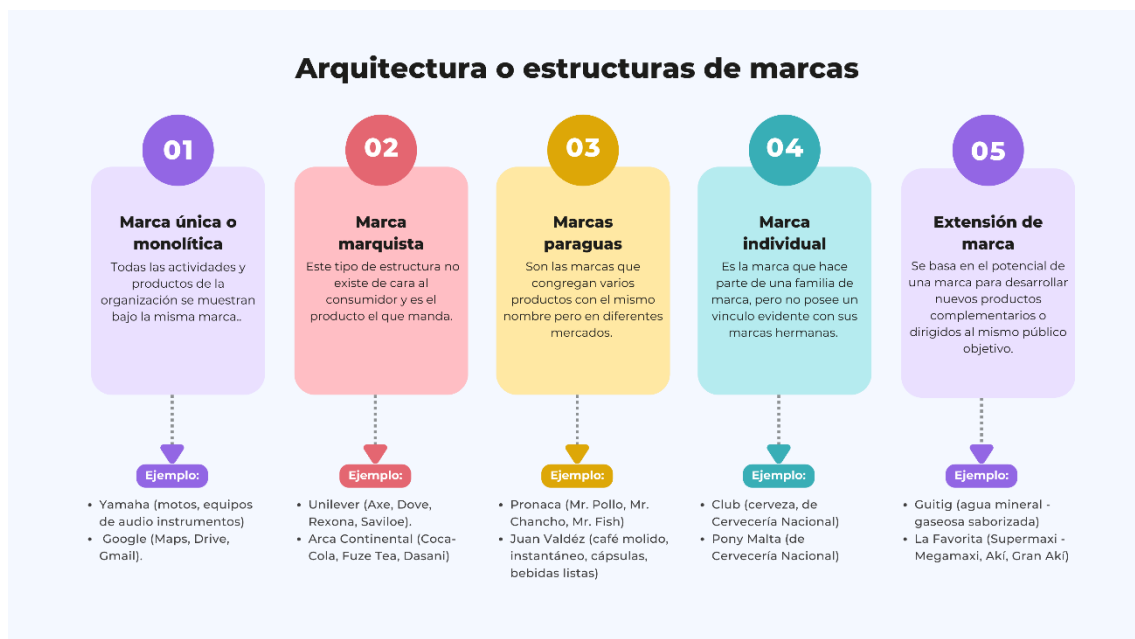 Arquitectura o estructuras de marcas
01
Marca única o
monolítica
Todas las actividades y
productos de la
organización se muestran
bajo la misma marca..
Ejemplo:
• Yamaha (motos, equipos
de audio instrumentos)
• Google (Maps, Drive,
Gmail).
02
Marca
marquista
Este tipo de estructura no
existe de cara al
consumidor y es el
producto el que manda.
Ejemplo:
• Unilever (Axe, Dove,
Rexona, Saviloe).
• Arca Continental (Coca-
Cola, Fuze Tea, Dasani)
03
Marcas
paraguas
Son las marcas que
congregan varios
productos con el mismo
nombre pero en diferentes
mercados.
Ejemplo:
• Pronaca (Mr. Pollo, Mr.
Chancho, Mr. Fish)
• Juan Valdéz (café molido,
instantáneo, cápsulas,
bebidas listas)
04
Marca
individual
Es la marca que hace
parte de una familia de
marca, pero no posee un
vinculo evidente con sus
marcas hermanas.
Ejemplo:
• Club (cerveza, de
Cervecería Nacional)
• Pony Malta (de
Cervecería Nacional)
05
Extensión de
marca
Se basa en el potencial de
una marca para desarrollar
nuevos productos
complementarios o
dirigidos al mismo público
objetivo.
Ejemplo:
• Guitig (agua mineral -
gaseosa saborizada)
• La Favorita (Supermaxi -
Megamaxi, Akí, Gran Akí)